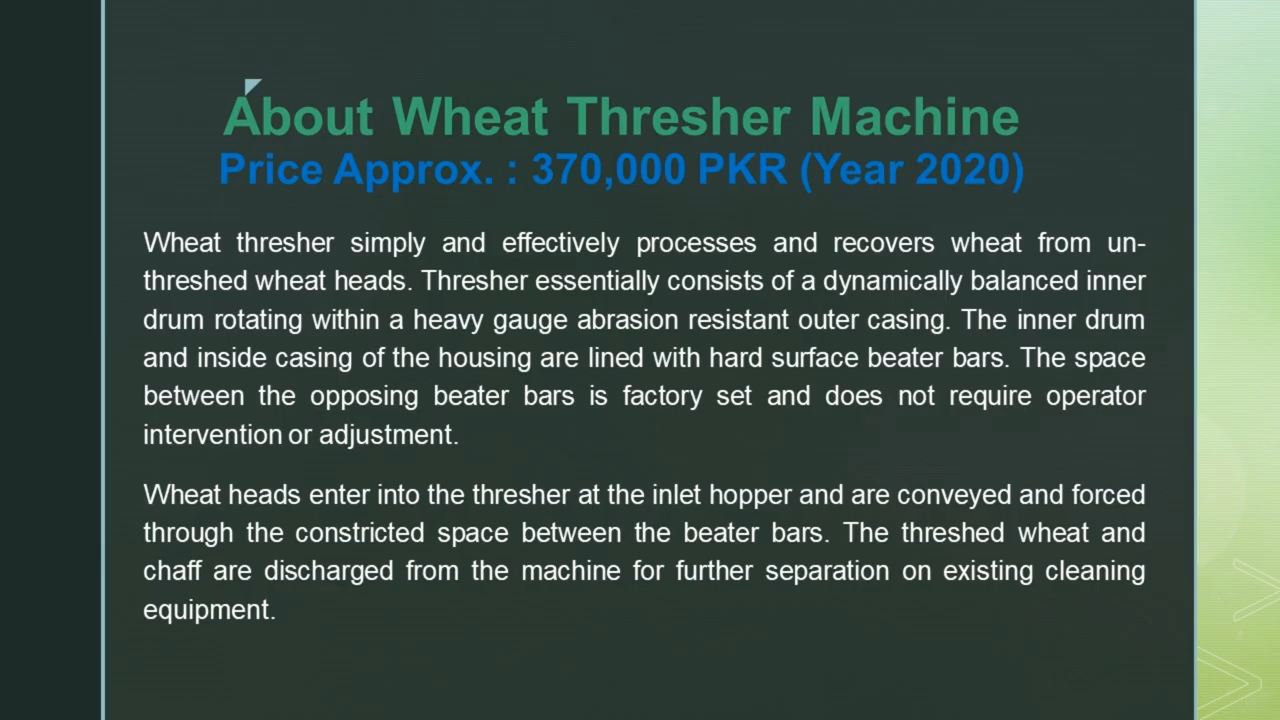 About Wheat Thresher Machine
Price Approx. : 370,000 PKR (Year 2020)
Wheat thresher simply and effectively processes and recovers wheat from un-
threshed wheat heads. Thresher essentially consists of a dynamically balanced inner
drum rotating within a heavy gauge abrasion resistant outer casing. The inner drum
and inside casing of the housing are lined with hard surface beater bars. The space
between the opposing beater bars is factory set and does not require operator
intervention or adjustment.
Wheat heads enter into the thresher at the inlet hopper and are conveyed and forced
through the constricted space between the beater bars. The threshed wheat and
chaff are discharged from the machine for further separation on existing cleaning
equipment.